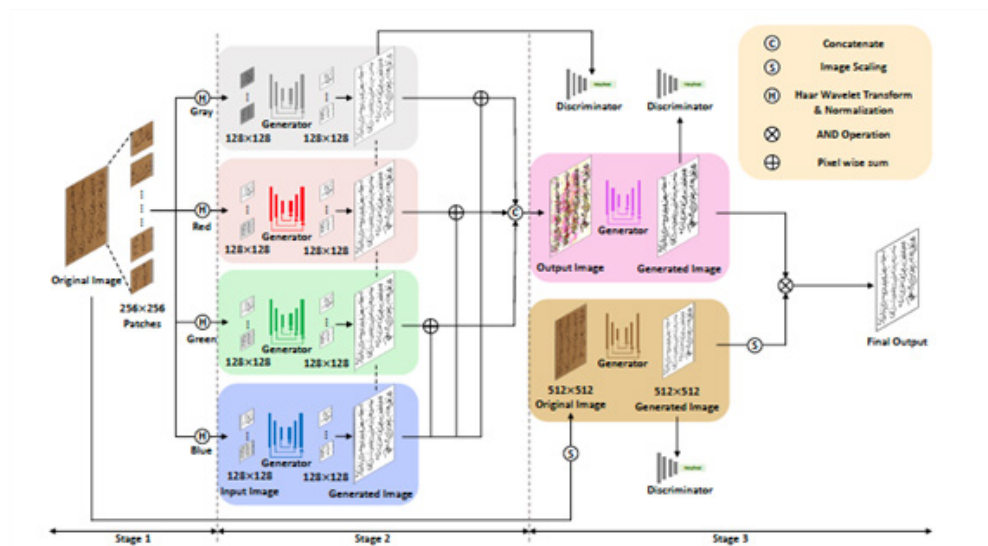 Original Image
256×256
Patches
H
Gray
H
Red
H
Green
H
Blue
128×128
Generator
128×128
128×128
Generator
128×128
128×128
Generator
128×128
128×128
Input Image
Generator
128×128
Generated Image
C
Discriminator
Discriminator
Output Image
Generator
Generated Image
512×512
Original Image
Generator
512×512
Generated Image
S
S
Discriminator
Final Output
C Concatenate
S Image Scaling
H Haar Wavelet Transform
& Normalization
AND Operation
Pixel wise sum
Stage 1
Stage 2
Stage 3